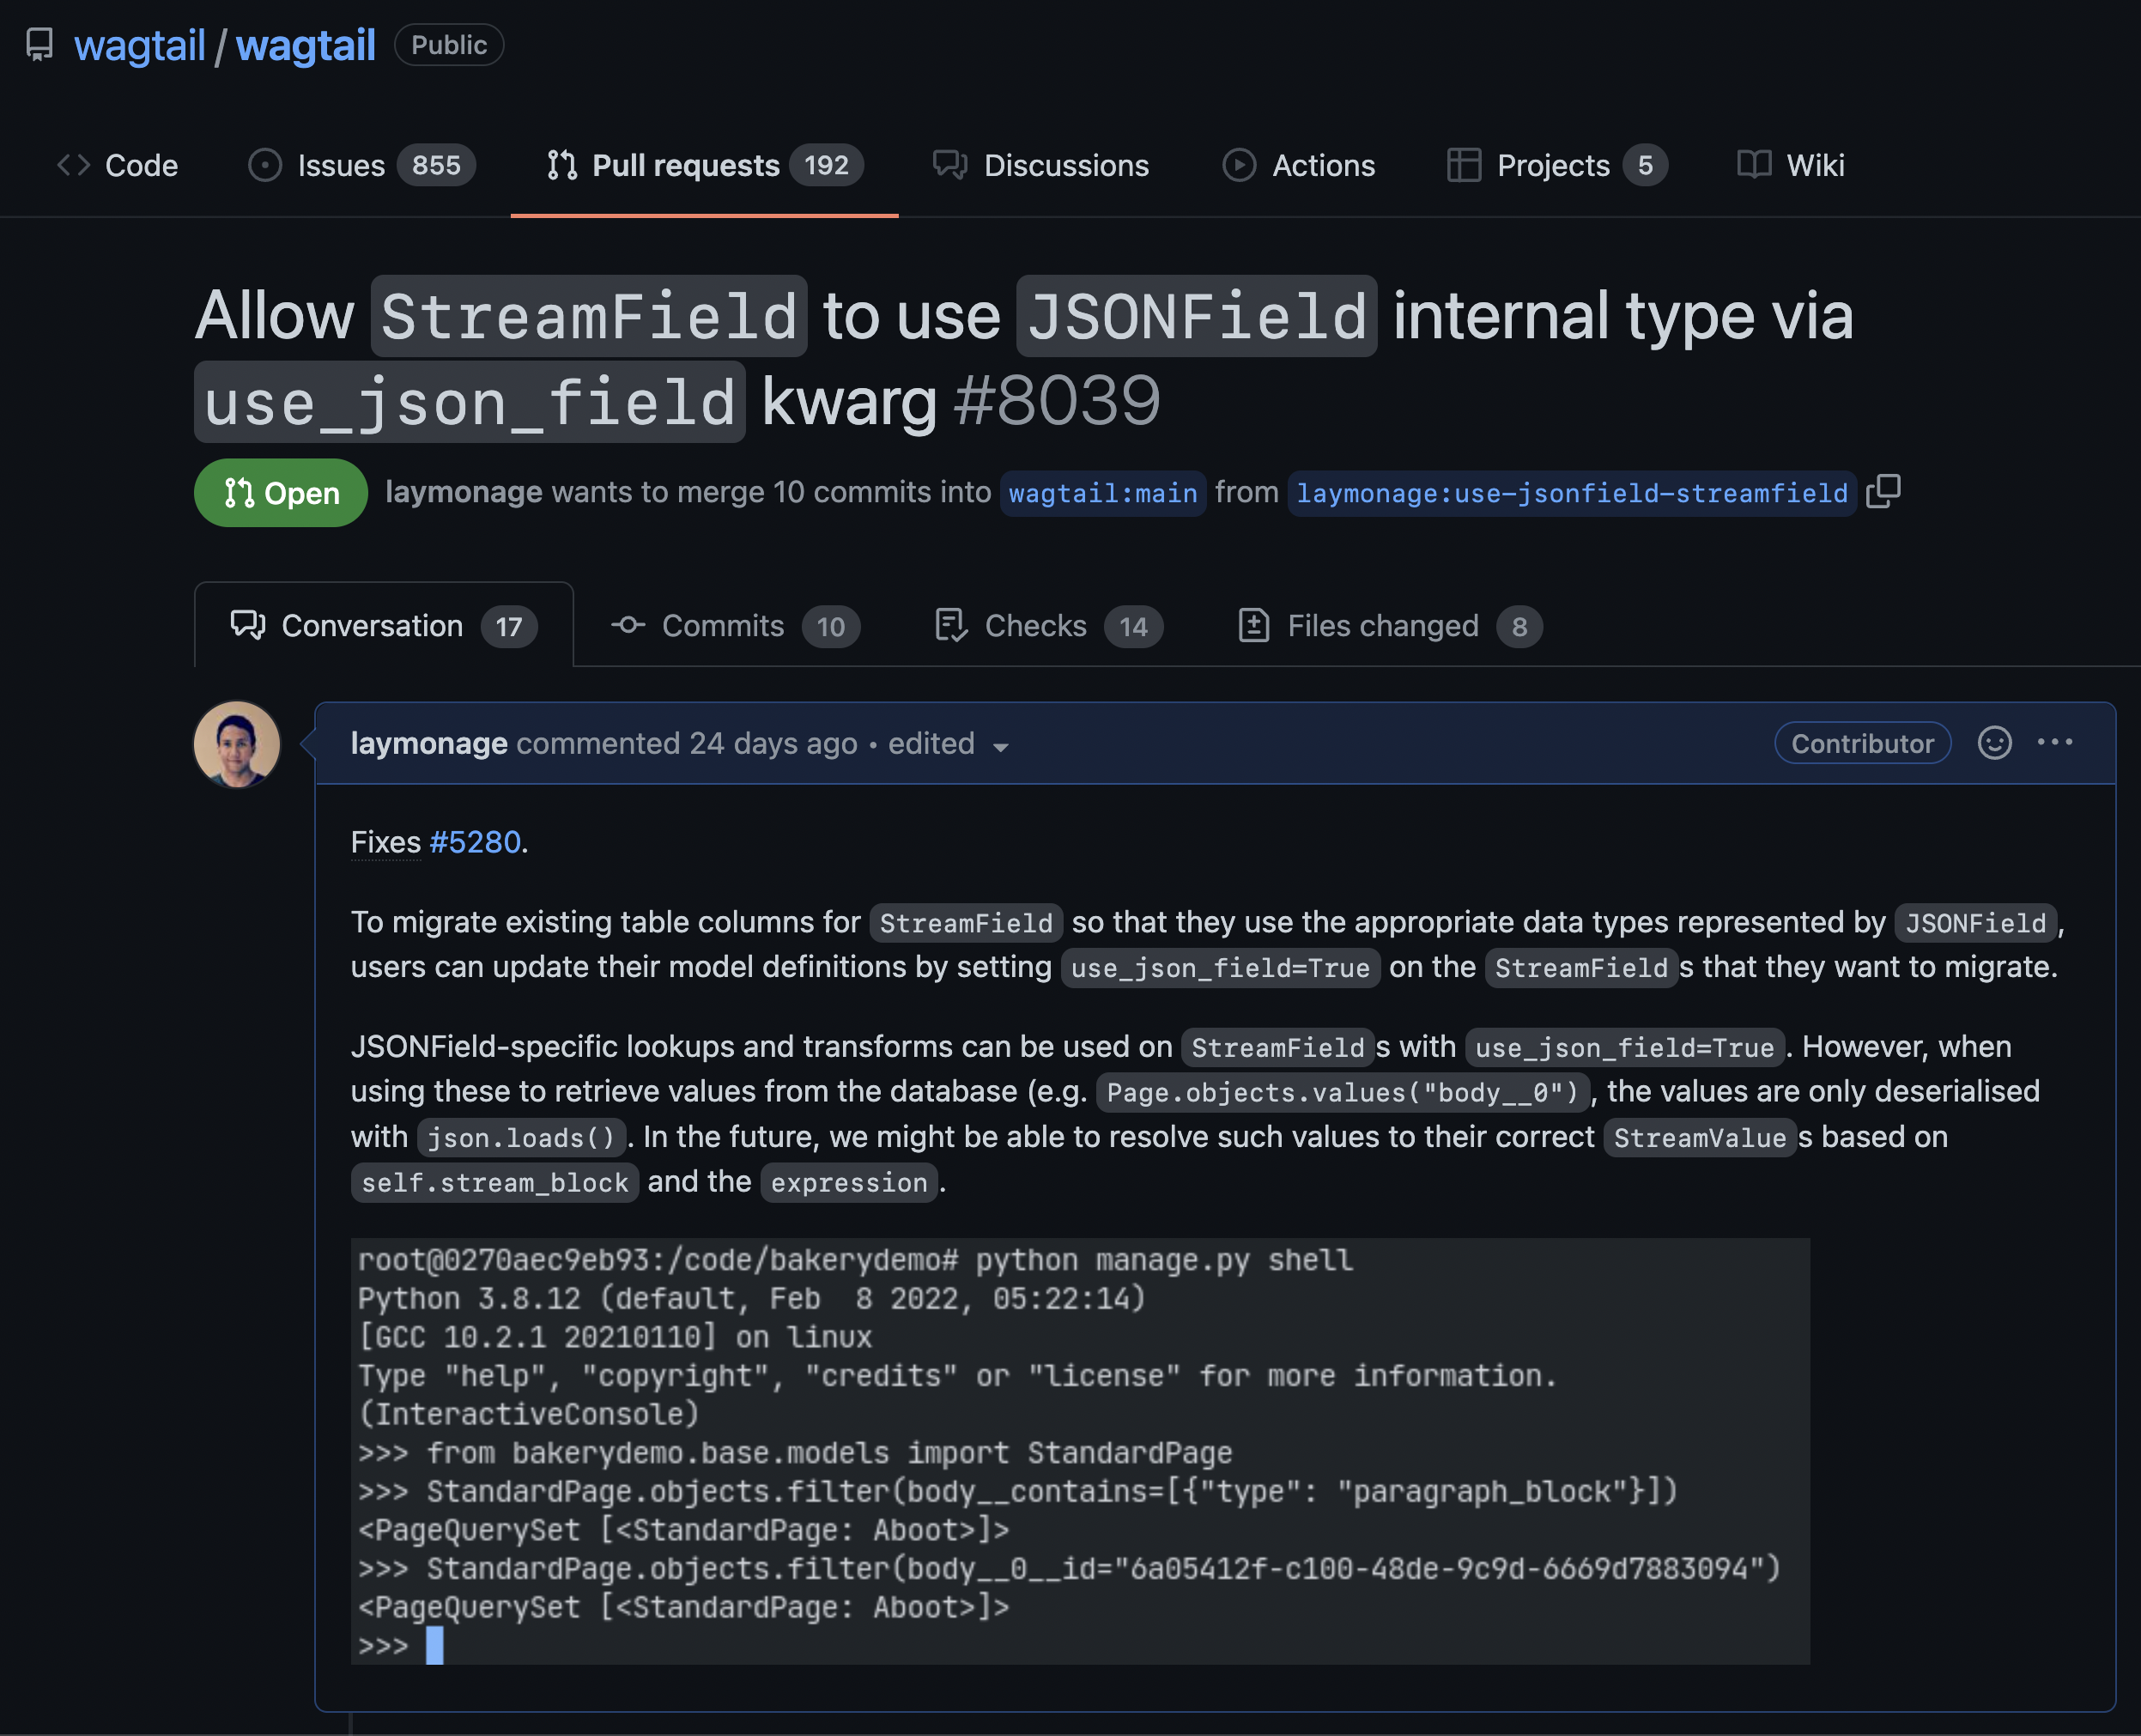 wagtail / wagtail Public
Code Issues 855 Pull requests 192 Discussions Actions Projects 5 Wiki
Allow StreamField to use JSONField internal type via
use_json_field kwarg #8039
Open laymonage wants to merge 10 commits into wagtail:main from laymonage:use-jsonfield-streamfield
Conversation 17 Commits 10 Checks 14 Files changed 8
laymonage commented 24 days ago • edited Contributor
Fixes #5280.
To migrate existing table columns for StreamField so that they use the appropriate data types represented by JSONField,
users can update their model definitions by setting use_json_field=True on the StreamFields that they want to migrate.
JSONField-specific lookups and transforms can be used on StreamFields with use_json_field=True. However, when
using these to retrieve values from the database (e.g. Page.objects.values("body__0"), the values are only deserialised
with json.loads(). In the future, we might be able to resolve such values to their correct StreamValues based on
self.stream_block and the expression.
root@0270aec9eb93:/code/bakerydemo# python manage.py shell
Python 3.8.12 (default, Feb  8 2022, 05:22:14)
[GCC 10.2.1 20210110] on linux
Type "help", "copyright", "credits" or "license" for more information.
(InteractiveConsole)
>>> from bakerydemo.base.models import StandardPage
>>> StandardPage.objects.filter(body__contains=[{"type": "paragraph_block"}])
<PageQuerySet [<StandardPage: Aboot>]>
>>> StandardPage.objects.filter(body__0__id="6a05412f-c100-48de-9c9d-6669d7883094")
<PageQuerySet [<StandardPage: Aboot>]>
>>>